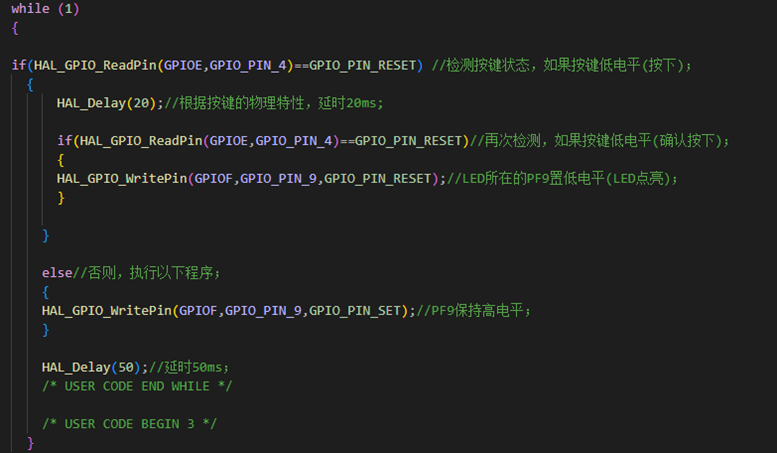 while (1)
{
if(HAL_GPIO_ReadPin(GPIOE,GPIO_PIN_4)==GPIO_PIN_RESET) //检测按键状态，如果按键低电平(按下)；
{
HAL_Delay(20);//根据按键的物理特性，延时20ms;
if(HAL_GPIO_ReadPin(GPIOE,GPIO_PIN_4)==GPIO_PIN_RESET)//再次检测，如果按键低电平(确认按下)；
{
HAL_GPIO_WritePin(GPIOF,GPIO_PIN_9,GPIO_PIN_RESET);//LED所在的PF9置低电平(LED点亮)；
}
}
else//否则，执行以下程序；
{
HAL_GPIO_WritePin(GPIOF,GPIO_PIN_9,GPIO_PIN_SET);//PF9保持高电平；
}
HAL_Delay(50);//延时50ms；
/* USER CODE END WHILE */
/* USER CODE BEGIN 3 */
}